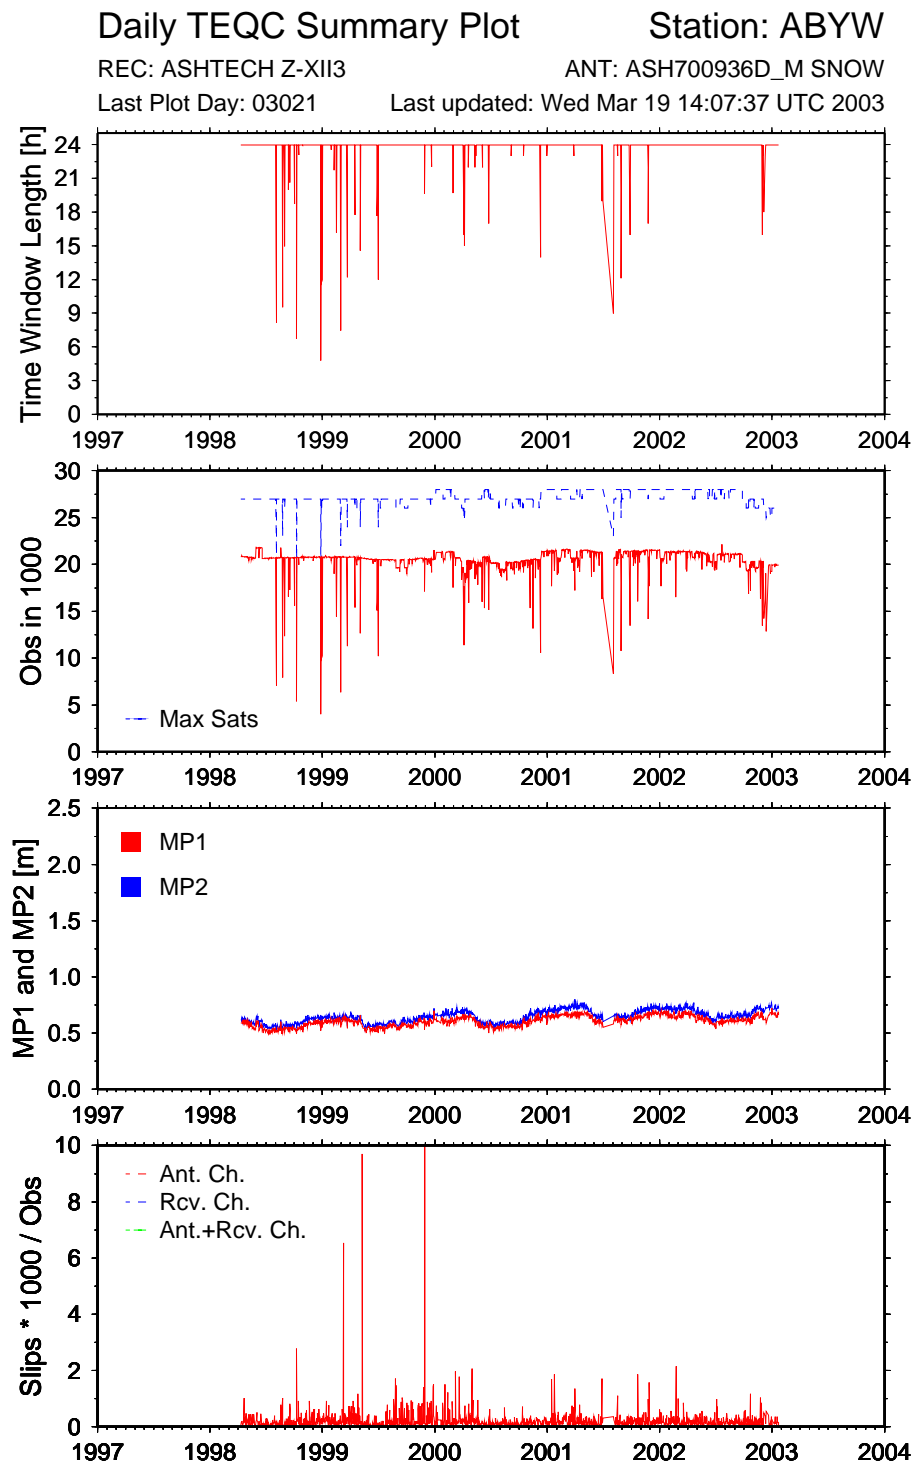 Daily TEQC Summary Plot Station: ABYW
REC: ASHTECH Z-XII3 ANT: ASH700936D_M SNOW
Last Plot Day: 03021 Last updated: Wed Mar 19 14:07:37 UTC 2003
Time Window Length [h]
24
21
18
15
12
9
6
3
0
1997 1998 1999 2000 2001 2002 2003 2004
Obs in 1000
30
25
20
15
10
5
0
Max Sats
1997 1998 1999 2000 2001 2002 2003 2004
MP1 and MP2 [m]
2.5
2.0
1.5
1.0
0.5
0.0
MP1
MP2
1997 1998 1999 2000 2001 2002 2003 2004
Slips * 1000 / Obs
10
8
6
4
2
0
Ant. Ch.
Rcv. Ch.
Ant.+Rcv. Ch.
1997 1998 1999 2000 2001 2002 2003 2004